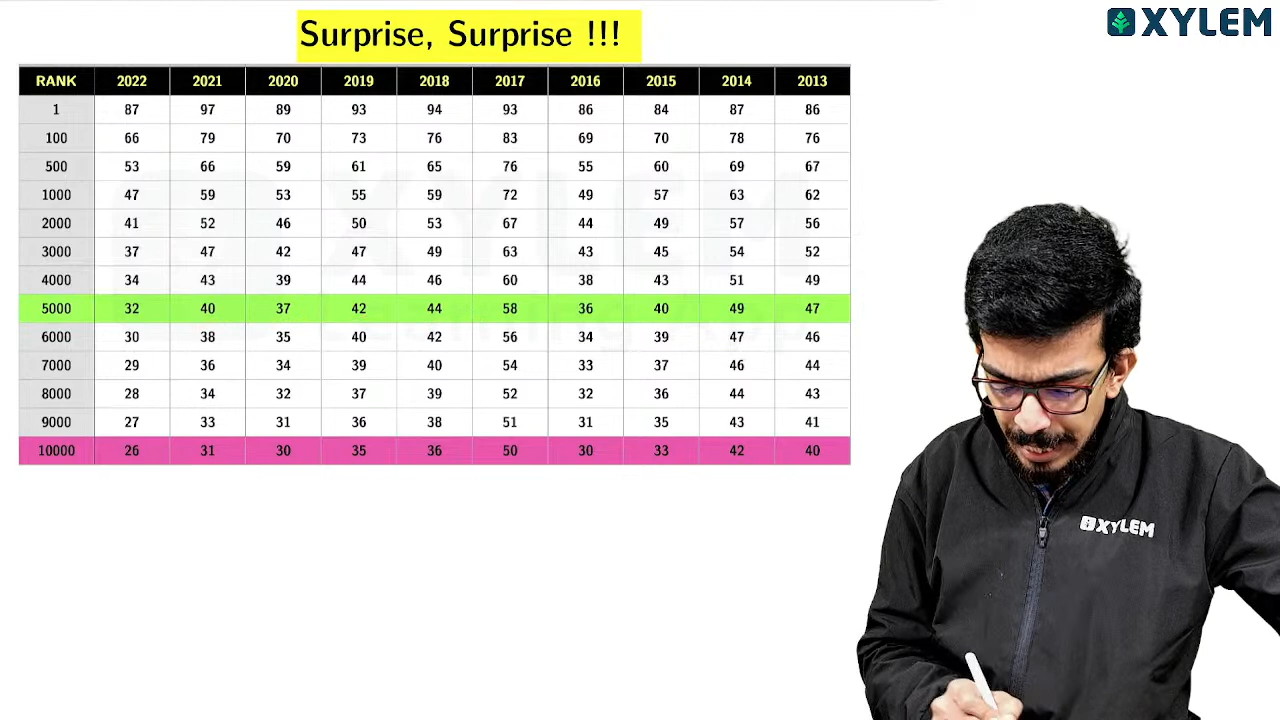 Surprise, Surprise !!!
XYLEM
RANK 2022 2021 2020 2019 2018 2017 2016 2015 2014 2013
1 87 97 89 93 94 93 86 84 87 86
100 66 79 70 73 76 83 69 70 78 76
500 53 66 59 61 65 76 55 60 69 67
1000 47 59 53 55 59 72 49 57 63 62
2000 41 52 46 50 53 67 44 49 57 56
3000 37 47 42 47 49 63 43 45 54 52
4000 34 43 39 44 46 60 38 43 51 49
5000 32 40 37 42 44 58 36 40 49 47
6000 30 38 35 40 42 56 34 39 47 46
7000 29 36 34 39 40 54 33 37 46 44
8000 28 34 32 37 39 52 32 36 44 43
9000 27 33 31 36 38 51 31 35 43 41
10000 26 31 30 35 36 50 30 33 42 40
XYLEM